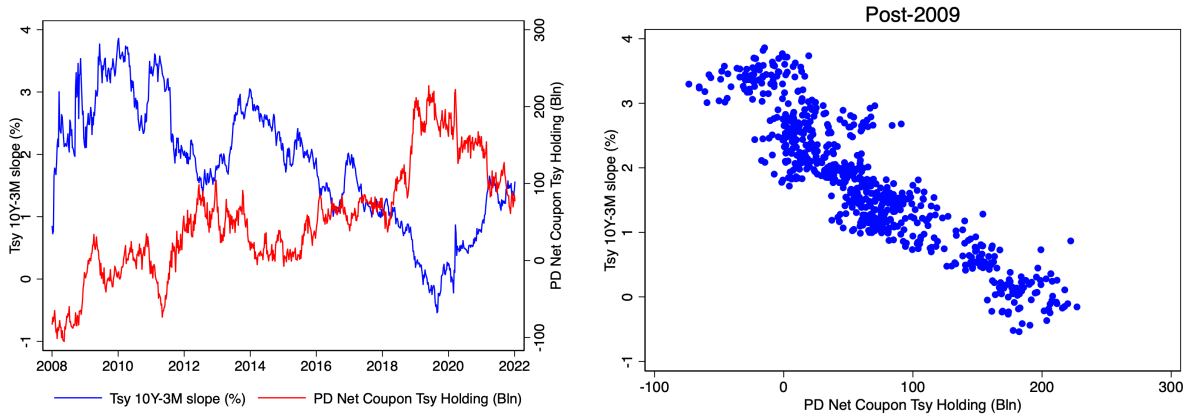 Tsy 10Y-3M slope (%)
4
3
2
1
0
-1
300
200
100
0
-100
PD Net Coupon Tsy Holding (Bln)
2008 2010 2012 2014 2016 2018 2020 2022
Tsy 10Y-3M slope (%) PD Net Coupon Tsy Holding (Bln)
Post-2009
Tsy 10Y-3M slope (%)
4
3
2
1
0
-1
-100 0 100 200 300
PD Net Coupon Tsy Holding (Bln)